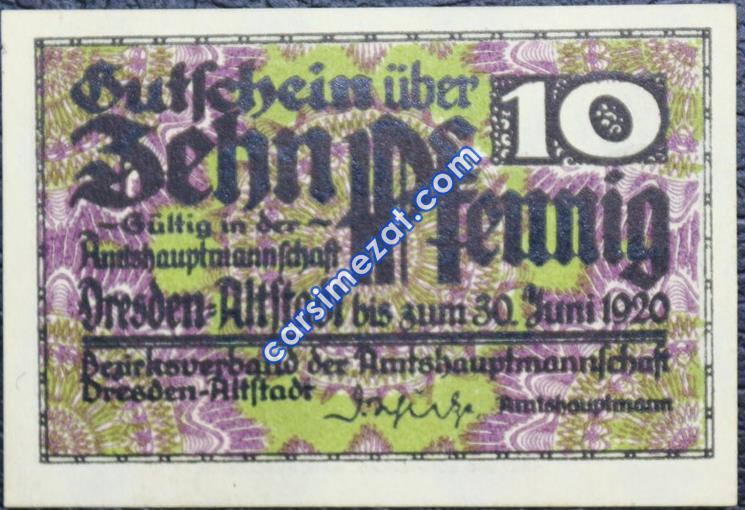 Gutschein über
10
Zehn Pfennig
~ Gültig in der ~
Amtshauptmannschaft
Dresden=Altstadt bis zum 30. Juni 1920
Bezirksverband der Amtshauptmannschaft
Dresden-Altstadt
Amtshauptmann
carsimezat.com